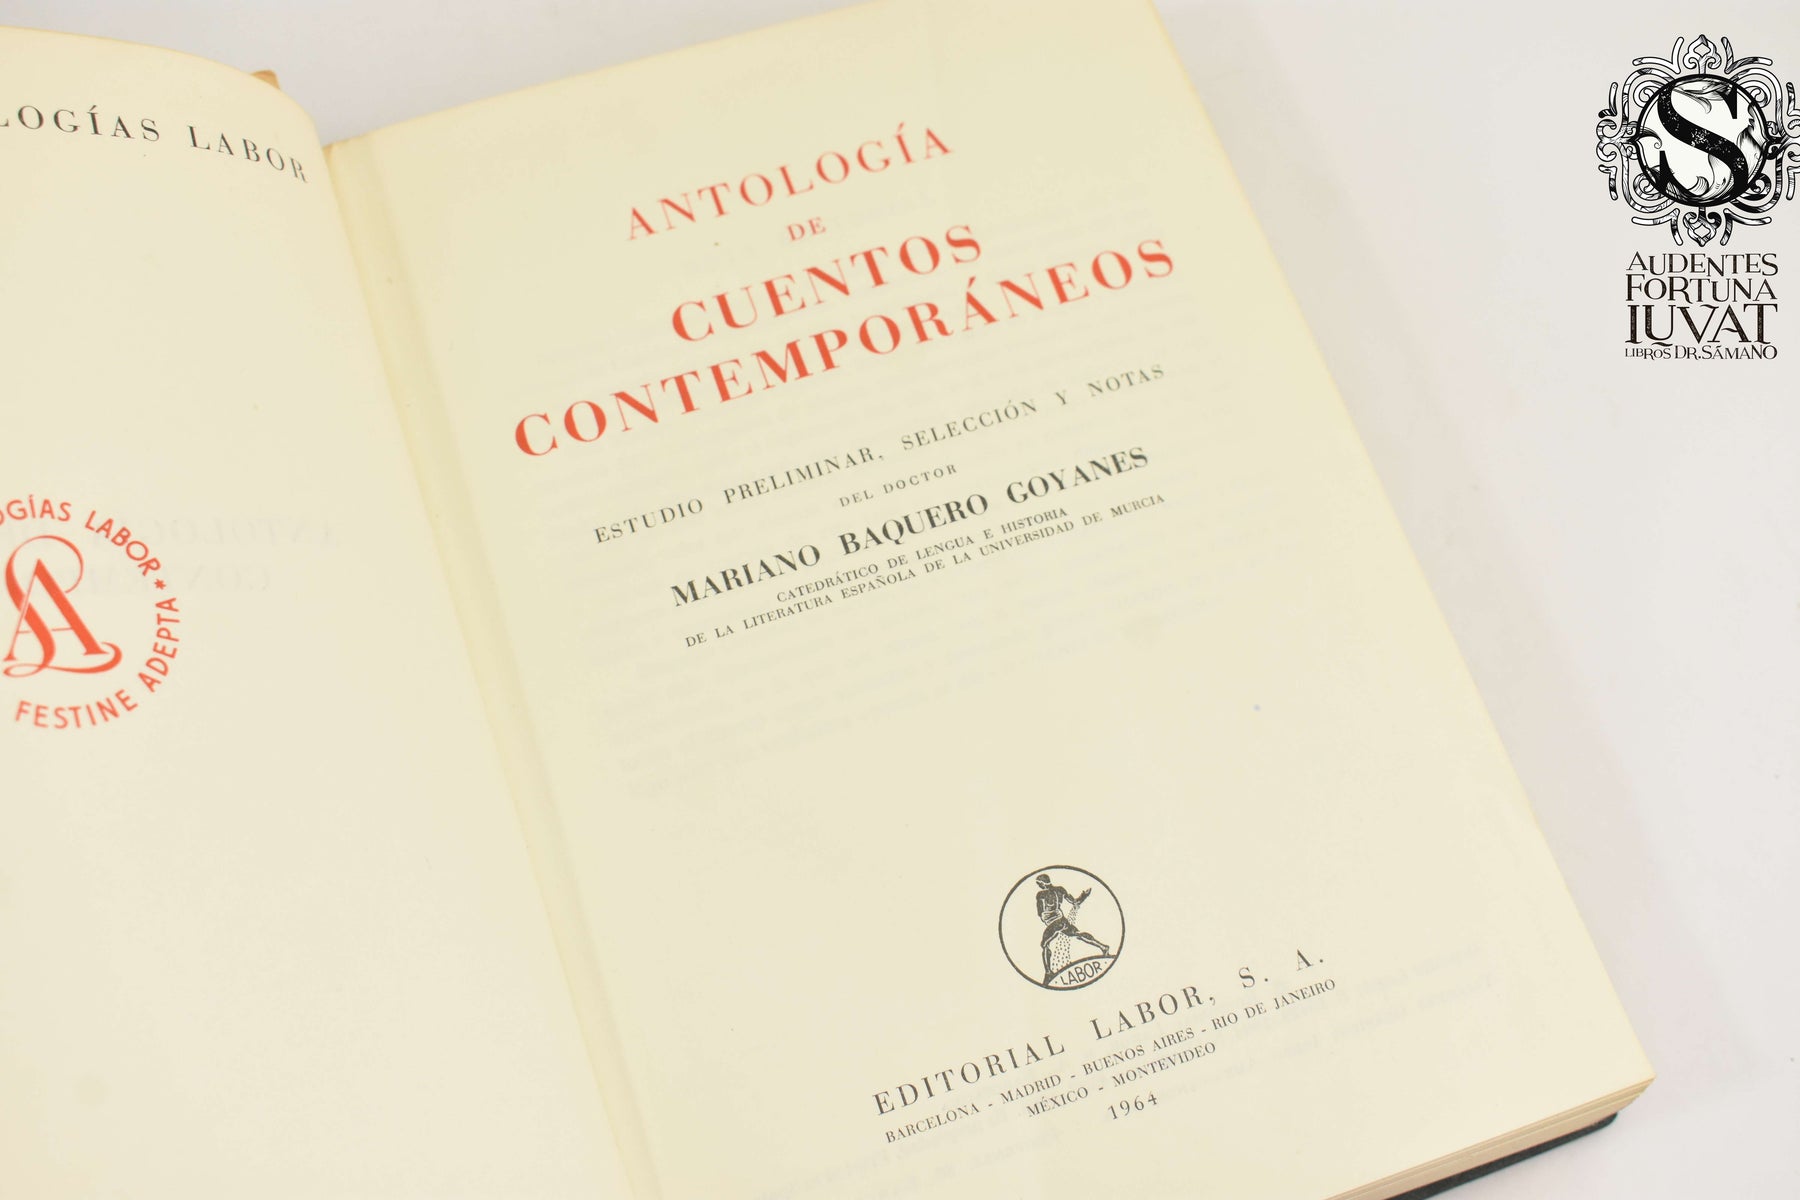 LOGÍAS LABOR
OGÍAS LABOR*
FESTINE ADEPTA*
ANTOLOGÍA
DE
CUENTOS
CONTEMPORÁNEOS
ESTUDIO PRELIMINAR, SELECCIÓN Y NOTAS
DEL DOCTOR
MARIANO BAQUERO GOYANES
CATEDRÁTICO DE LENGUA E HISTORIA
DE LA LITERATURA ESPAÑOLA DE LA UNIVERSIDAD DE MURCIA
LABOR
EDITORIAL LABOR, S. A.
BARCELONA - MADRID - BUENOS AIRES - RIO DE JANEIRO
MÉXICO - MONTEVIDEO
1964
S
AUDENTES
FORTUNA
IUVAT
LIBROS DR. SÁMANO